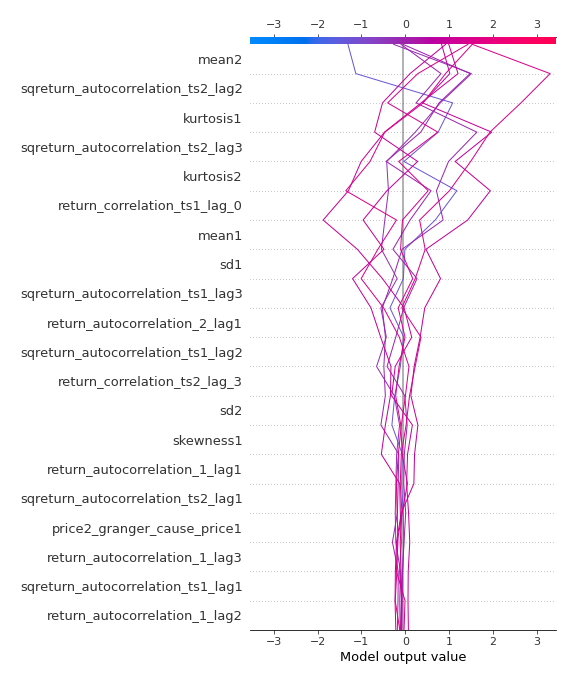 −3 −2 −1 0 1 2 3
mean2
sqreturn_autocorrelation_ts2_lag2
kurtosis1
sqreturn_autocorrelation_ts2_lag3
kurtosis2
return_correlation_ts1_lag_0
mean1
sd1
sqreturn_autocorrelation_ts1_lag3
return_autocorrelation_2_lag1
sqreturn_autocorrelation_ts1_lag2
return_correlation_ts2_lag_3
sd2
skewness1
return_autocorrelation_1_lag1
sqreturn_autocorrelation_ts2_lag1
price2_granger_cause_price1
return_autocorrelation_1_lag3
sqreturn_autocorrelation_ts1_lag1
return_autocorrelation_1_lag2
−3 −2 −1 0 1 2 3
Model output value